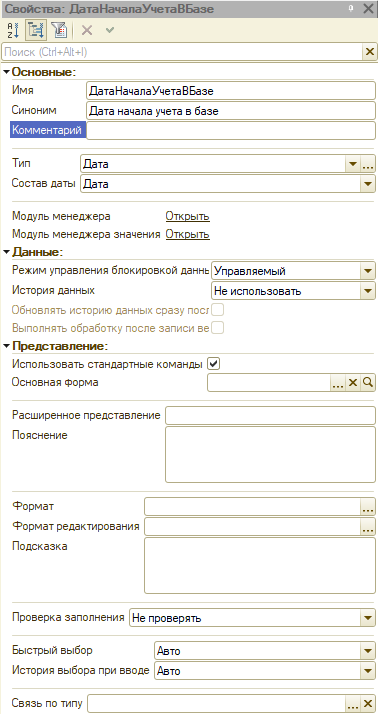 Свойства: ДатаНачалаУчетаВБазе
Поиск (Ctrl+Alt+I)
Основные:
Имя ДатаНачалаУчетаВБазе
Синоним Дата начала учета в базе
Комментарий
Тип Дата
Состав даты Дата
Модуль менеджера Открыть
Модуль менеджера значения Открыть
Данные:
Режим управления блокировкой данны Управляемый
История данных Не использовать
Обновлять историю данных сразу посл
Выполнять обработку после записи ве
Представление:
Использовать стандартные команды
Основная форма
Расширенное представление
Пояснение
Формат
Формат редактирования
Подсказка
Проверка заполнения Не проверять
Быстрый выбор Авто
История выбора при вводе Авто
Связь по типу